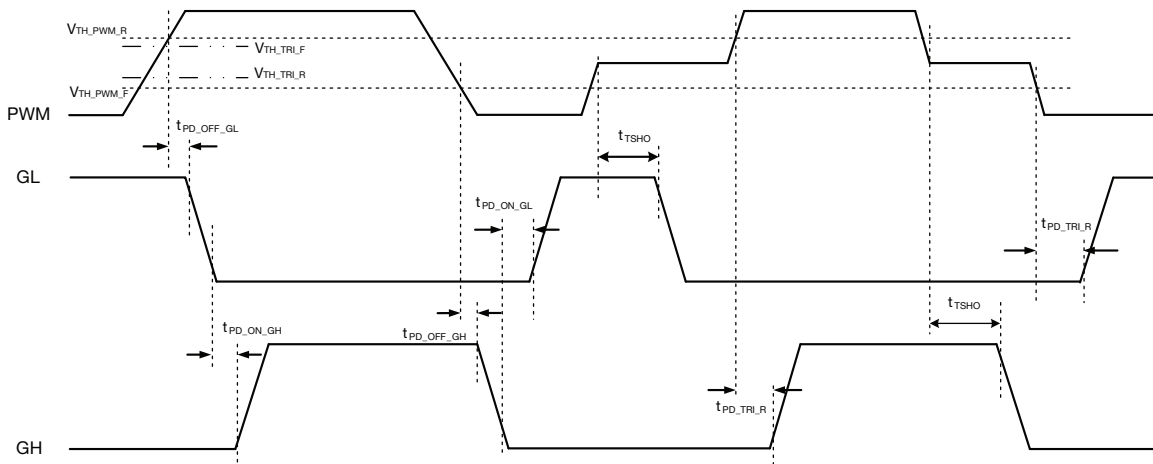 VTH_PWM_R
VTH_TRI_F
VTH_TRI_R
VTH_PWM_F
PWM
tPD_OFF_GL
tTSHO
GL
tPD_ON_GL
tPD_TRI_R
tTSHO
tPD_ON_GH
tPD_OFF_GH
tPD_TRI_R
GH